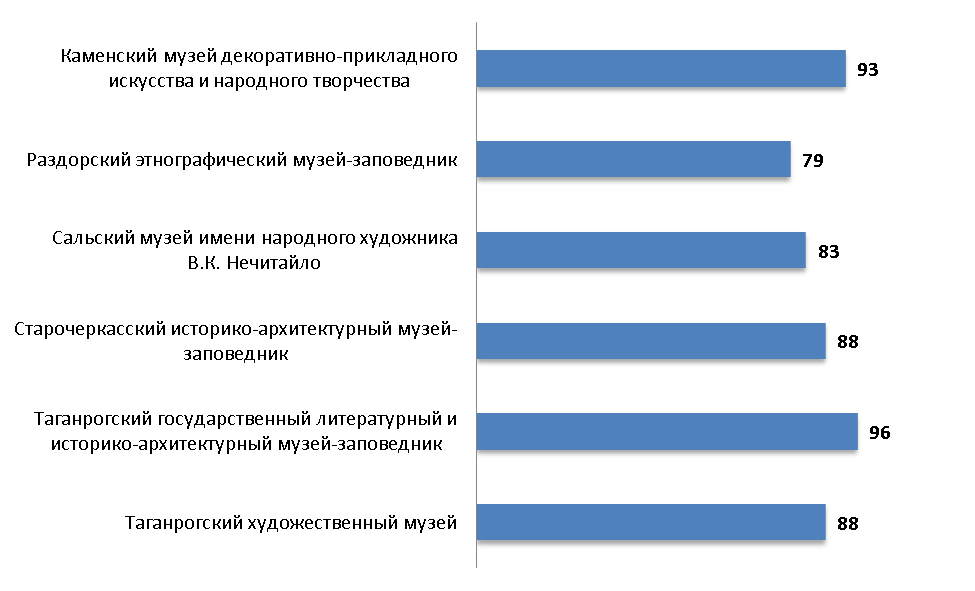 Каменский музей декоративно-прикладного
искусства и народного творчества
93
Раздорский этнографический музей-заповедник
79
Сальский музей имени народного художника
В.К. Нечитайло
83
Старочеркасский историко-архитектурный музей-
заповедник
88
Таганрогский государственный литературный и
историко-архитектурный музей-заповедник
96
Таганрогский художественный музей
88